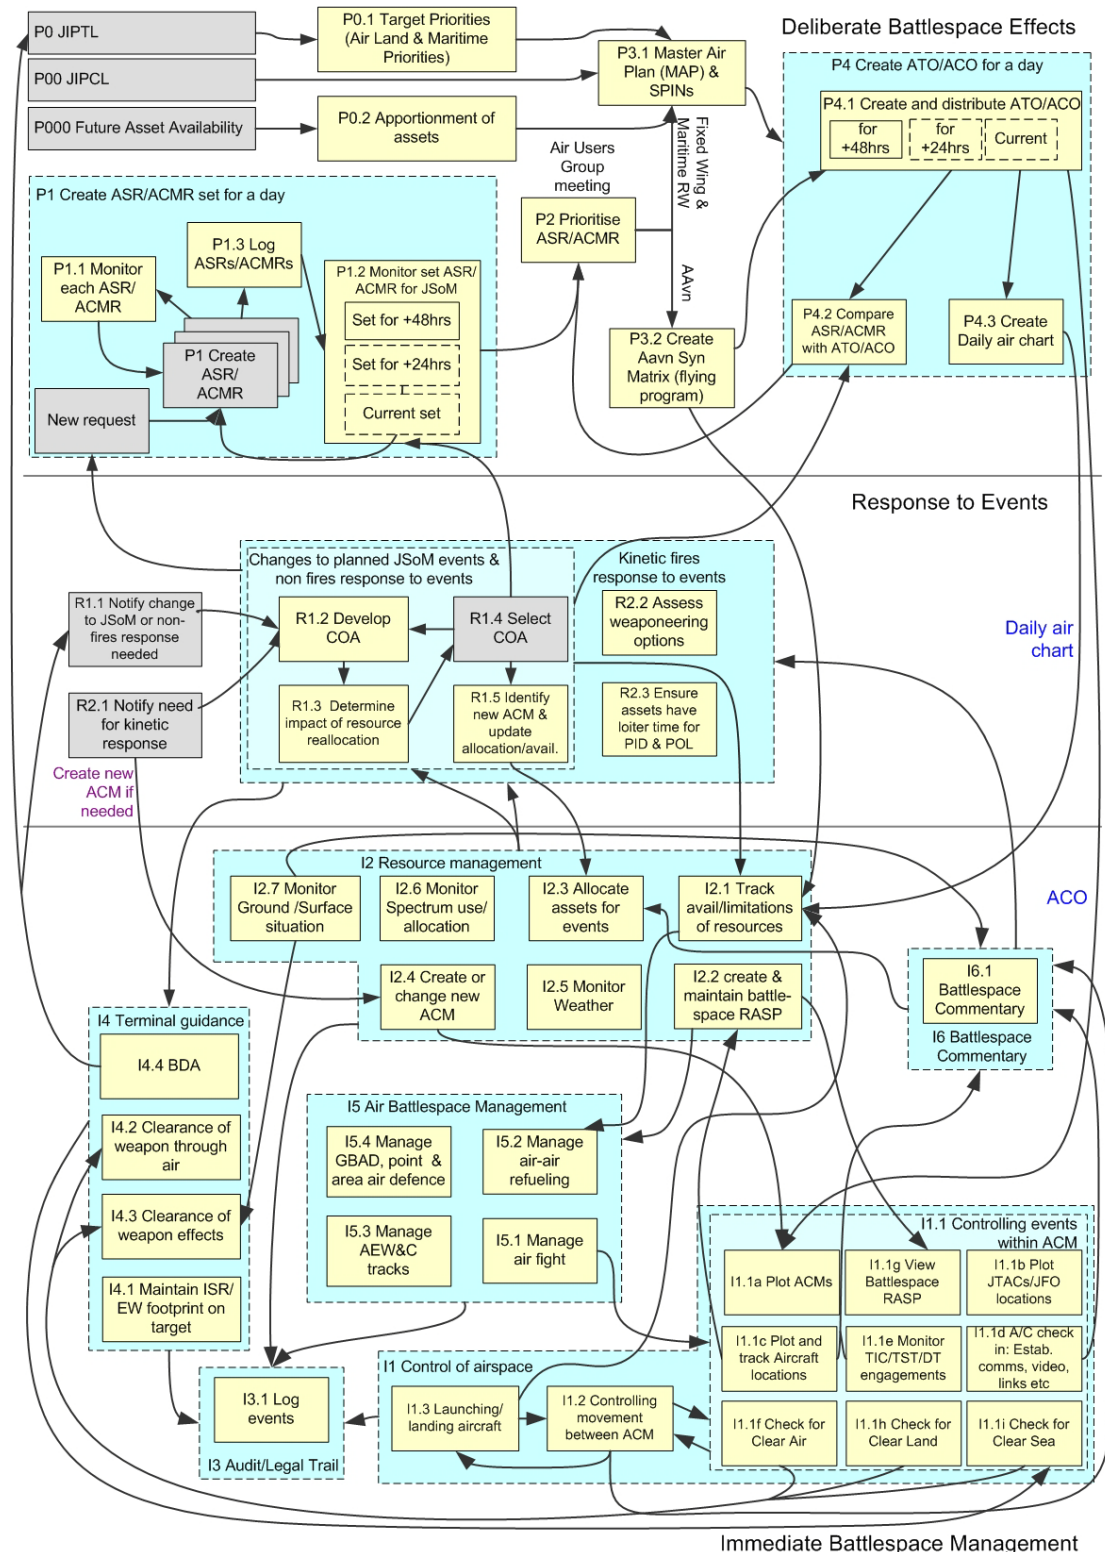 Deliberate Battlespace Effects
P0 JIPTL
P00 JIPCL
P000 Future Asset Availability
P0.1 Target Priorities
(Air Land & Maritime
Priorities)
P0.2 Apportionment of
assets
P3.1 Master Air
Plan (MAP) &
SPINs
P4 Create ATO/ACO for a day
P4.1 Create and distribute ATO/ACO
for
+48hrs
for
+24hrs
Current
Fixed Wing &
Maritime RW
AAvn
Air Users
Group
meeting
P2 Prioritise
ASR/ACMR
P1 Create ASR/ACMR set for a day
P1.3 Log
ASRs/ACMRs
P1.1 Monitor
each ASR/
ACMR
P1.2 Monitor set ASR/
ACMR for JSoM
Set for +48hrs
Set for +24hrs
Current set
P1 Create
ASR/
ACMR
New request
P3.2 Create
Aavn Syn
Matrix (flying
program)
P4.2 Compare
ASR/ACMR
with ATO/ACO
P4.3 Create
Daily air chart
Response to Events
Changes to planned JSoM events &
non fires response to events
Kinetic fires
response to events
R1.1 Notify change
to JSoM or non-
fires response
needed
R1.2 Develop
COA
R1.4 Select
COA
R2.2 Assess
weaponeering
options
Daily air
chart
R2.1 Notify need
for kinetic
response
R1.3 Determine
impact of resource
reallocation
R1.5 Identify
new ACM &
update
allocation/avail.
R2.3 Ensure
assets have
loiter time for
PID & POL
Create new
ACM if
needed
I2 Resource management
I2.7 Monitor
Ground /Surface
situation
I2.6 Monitor
Spectrum use/
allocation
I2.3 Allocate
assets for
events
I2.1 Track
avail/limitations
of resources
ACO
I2.4 Create or
change new
ACM
I2.5 Monitor
Weather
I2.2 create &
maintain battle-
space RASP
I6.1
Battlespace
Commentary
I6 Battlespace
Commentary
I4 Terminal guidance
I4.4 BDA
I4.2 Clearance of
weapon through
air
I4.3 Clearance of
weapon effects
I4.1 Maintain ISR/
EW footprint on
target
I5 Air Battlespace Management
I5.4 Manage
GBAD, point &
area air defence
I5.2 Manage
air-air
refueling
I5.3 Manage
AEW&C
tracks
I5.1 Manage
air fight
I1.1 Controlling events
within ACM
I1.1a Plot ACMs
I1.1g View
Battlespace
RASP
I1.1b Plot
JTACs/JFO
locations
I1.1c Plot and
track Aircraft
locations
I1.1e Monitor
TIC/TST/DT
engagements
I1.1d A/C check
in: Estab.
comms, video,
links etc
I1.1f Check for
Clear Air
I1.1h Check for
Clear Land
I1.1i Check for
Clear Sea
I1 Control of airspace
I1.3 Launching/
landing aircraft
I1.2 Controlling
movement
between ACM
I3.1 Log
events
I3 Audit/Legal Trail
Immediate Battlespace Management